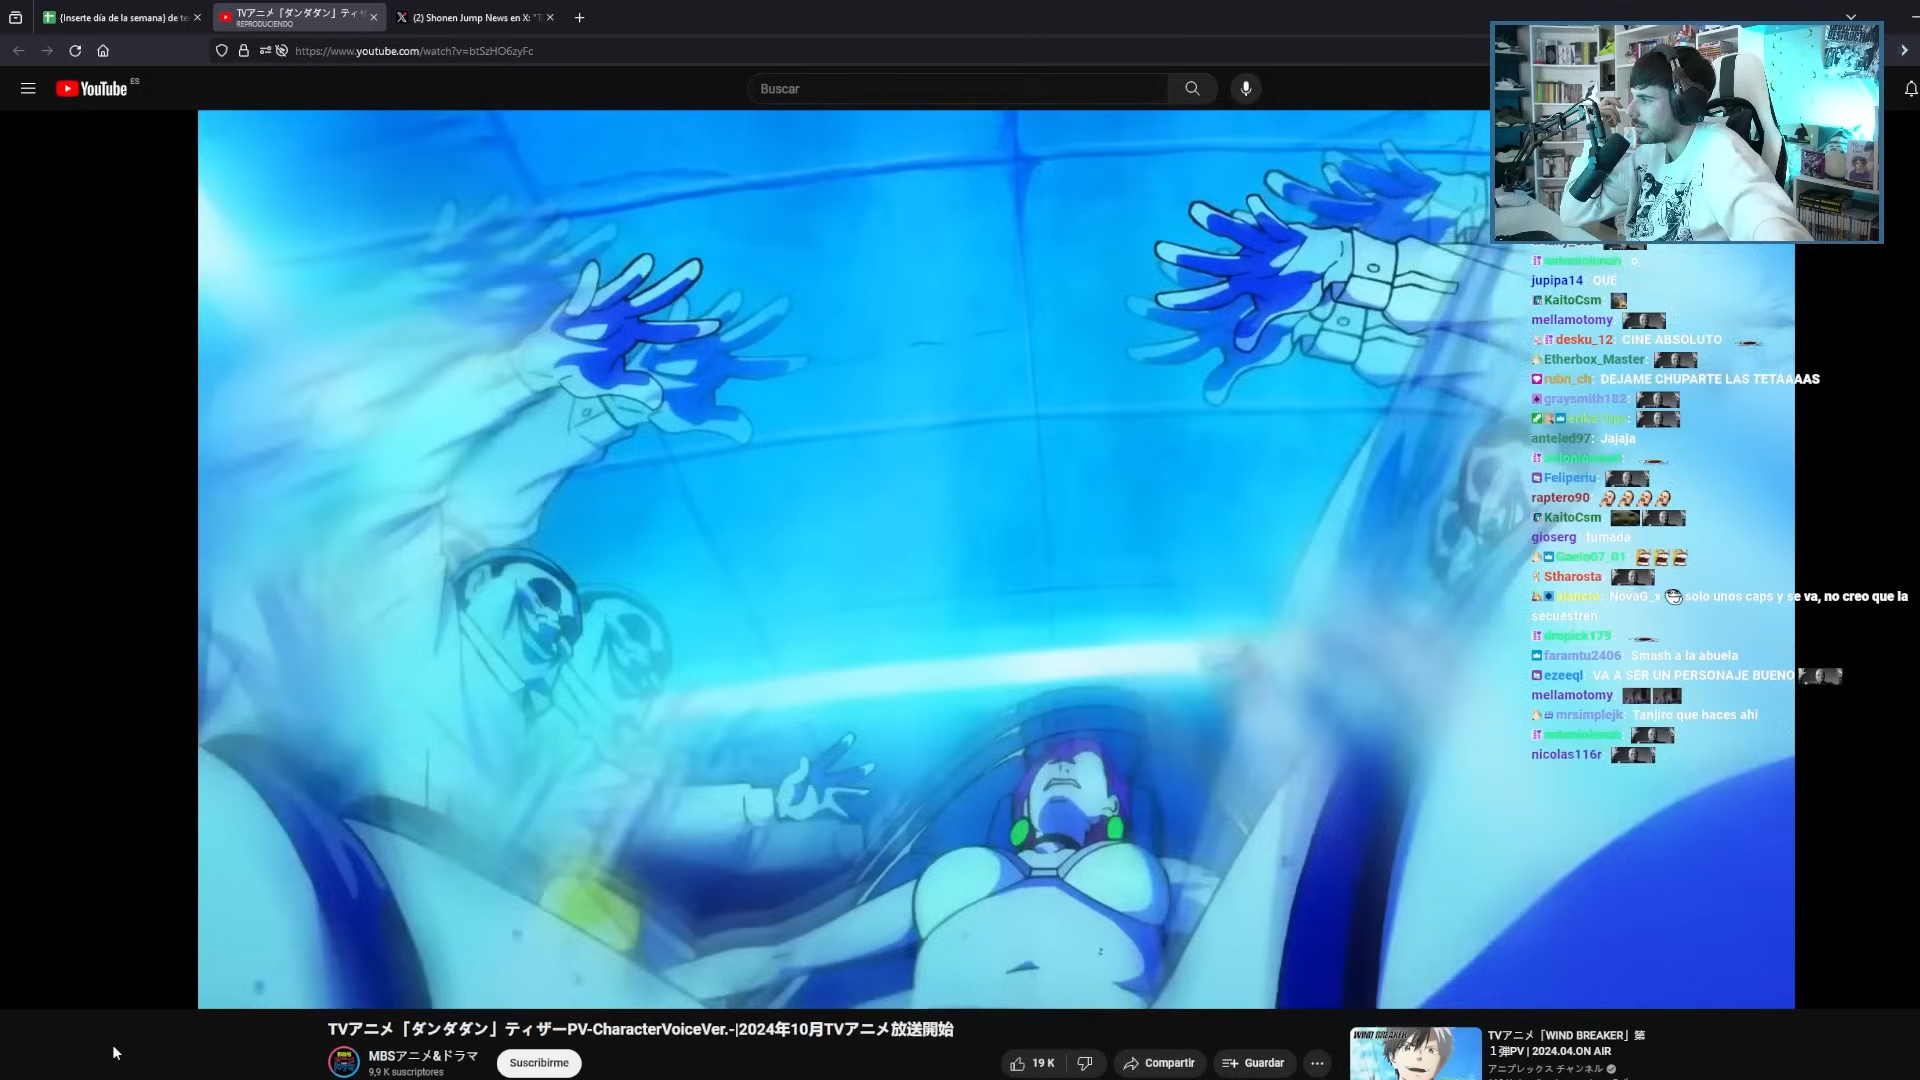 {Inserte día de la semana} de te
TVアニメ「ダンダダン」ティザ
REPRODUCIENDO
(2) Shonen Jump News en X: "T
https://www.youtube.com/watch?v=btSzHO6zyFc
YouTube ES
Buscar
o.
jupipa14 QUÉ
KaitoCsm
mellamotomy
desku_12: CINE ABSOLUTO
Etherbox_Master:
rubn_ch: DEJAME CHUPARTE LAS TETAAAAS
graysmith182:
anteled97: Jajaja
Feliperiu
raptero90
KaitoCsm
gioserg fumada
Gaelo07_01:
Stharosta
NovaG_x solo unos caps y se va, no creo que la
secuestren
dropick179
faramtu2406 Smash a la abuela
ezeeql VA A SER UN PERSONAJE BUENO
mellamotomy
mrsimplejk: Tanjiro que haces ahi
nicolas116r
TVアニメ「ダンダダン」ティザーPV-CharacterVoiceVer.-|2024年10月TVアニメ放送開始
MBSアニメ&ドラマ
9,9 K suscriptores
Suscribirme
19 K
Compartir
Guardar
WIND BREAKER
TVアニメ「WIND BREAKER」第
１弾PV | 2024.04.ON AIR
アニプレックス チャンネル